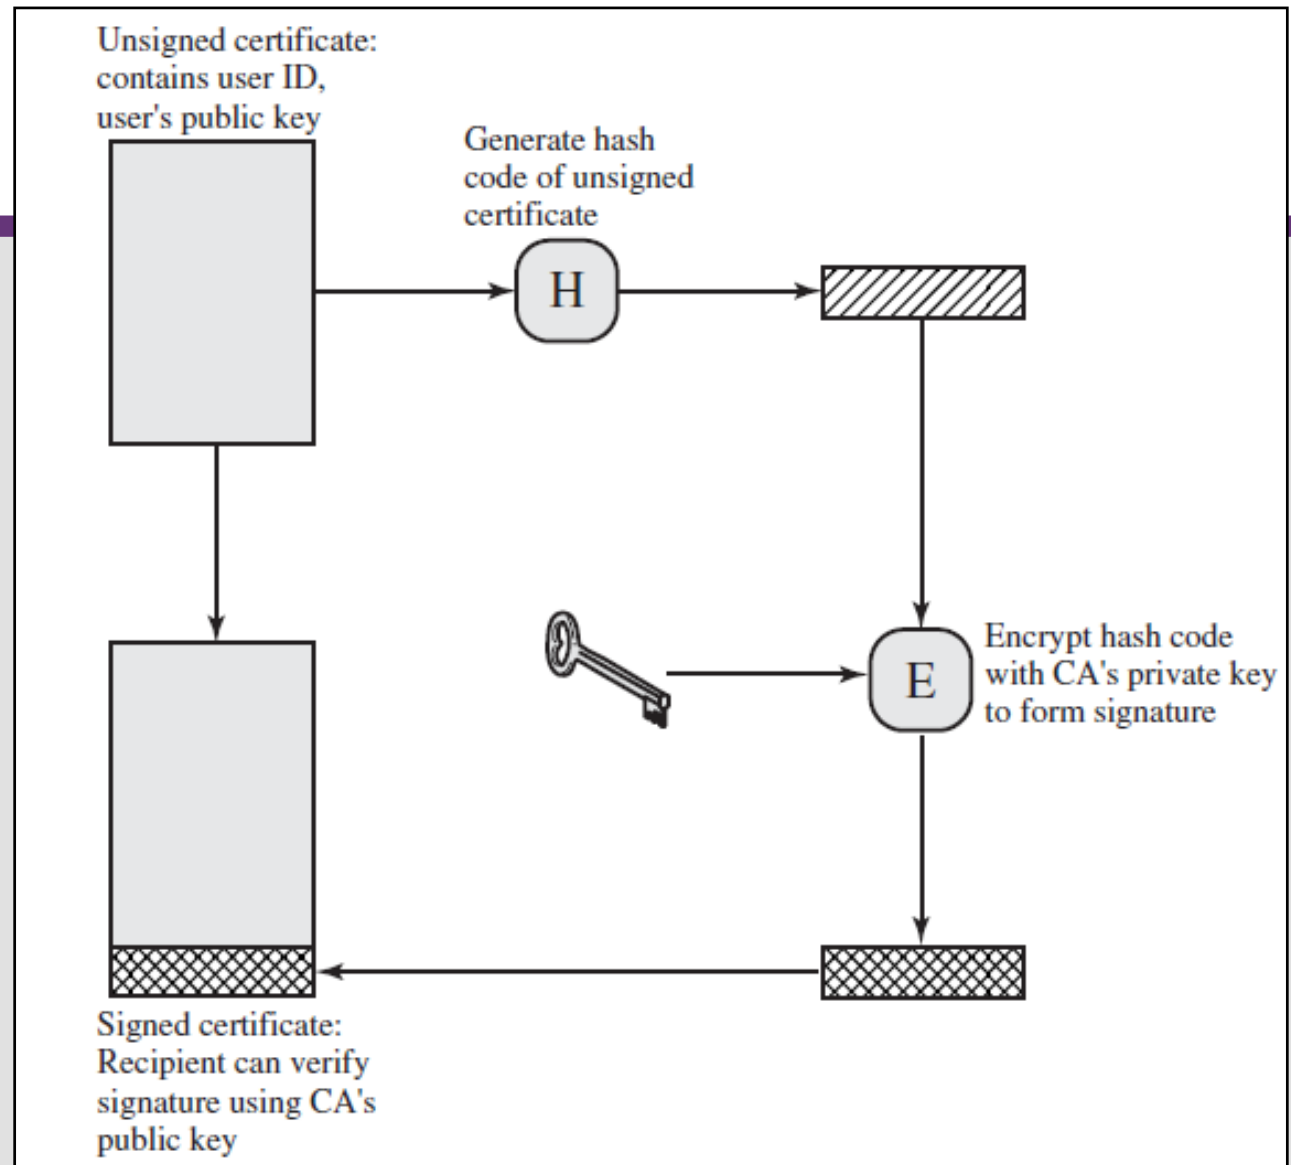 Unsigned certificate:
contains user ID,
user's public key
Generate hash
code of unsigned
certificate
H
E
Encrypt hash code
with CA's private key
to form signature
Signed certificate:
Recipient can verify
signature using CA's
public key